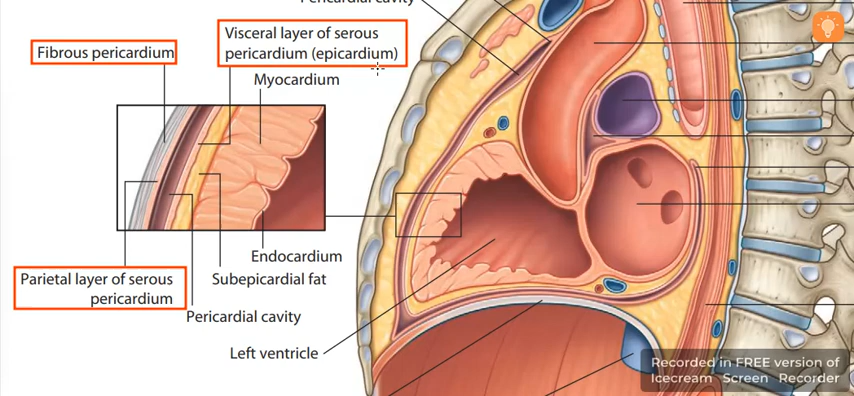 Pericardial cavity
Visceral layer of serous
pericardium (epicardium)
Fibrous pericardium
Myocardium
Endocardium
Parietal layer of serous
pericardium
Subepicardial fat
Pericardial cavity
Left ventricle
Recorded in FREE version of
Icecream Screen Recorder